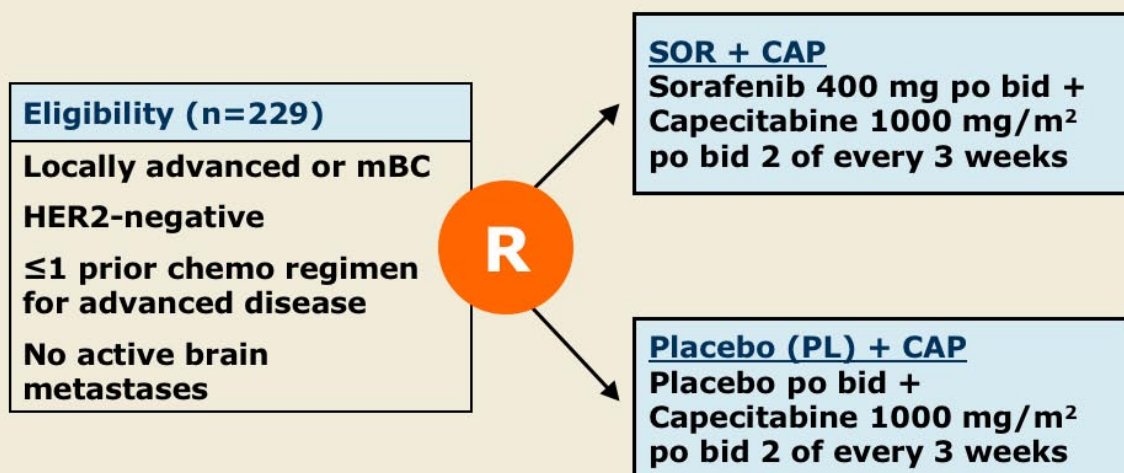 Eligibility (n=229)
Locally advanced or mBC
HER2-negative
≤1 prior chemo regimen
for advanced disease
No active brain
metastases
R
SOR + CAP
Sorafenib 400 mg po bid +
Capecitabine 1000 mg/m²
po bid 2 of every 3 weeks
Placebo (PL) + CAP
Placebo po bid +
Capecitabine 1000 mg/m²
po bid 2 of every 3 weeks